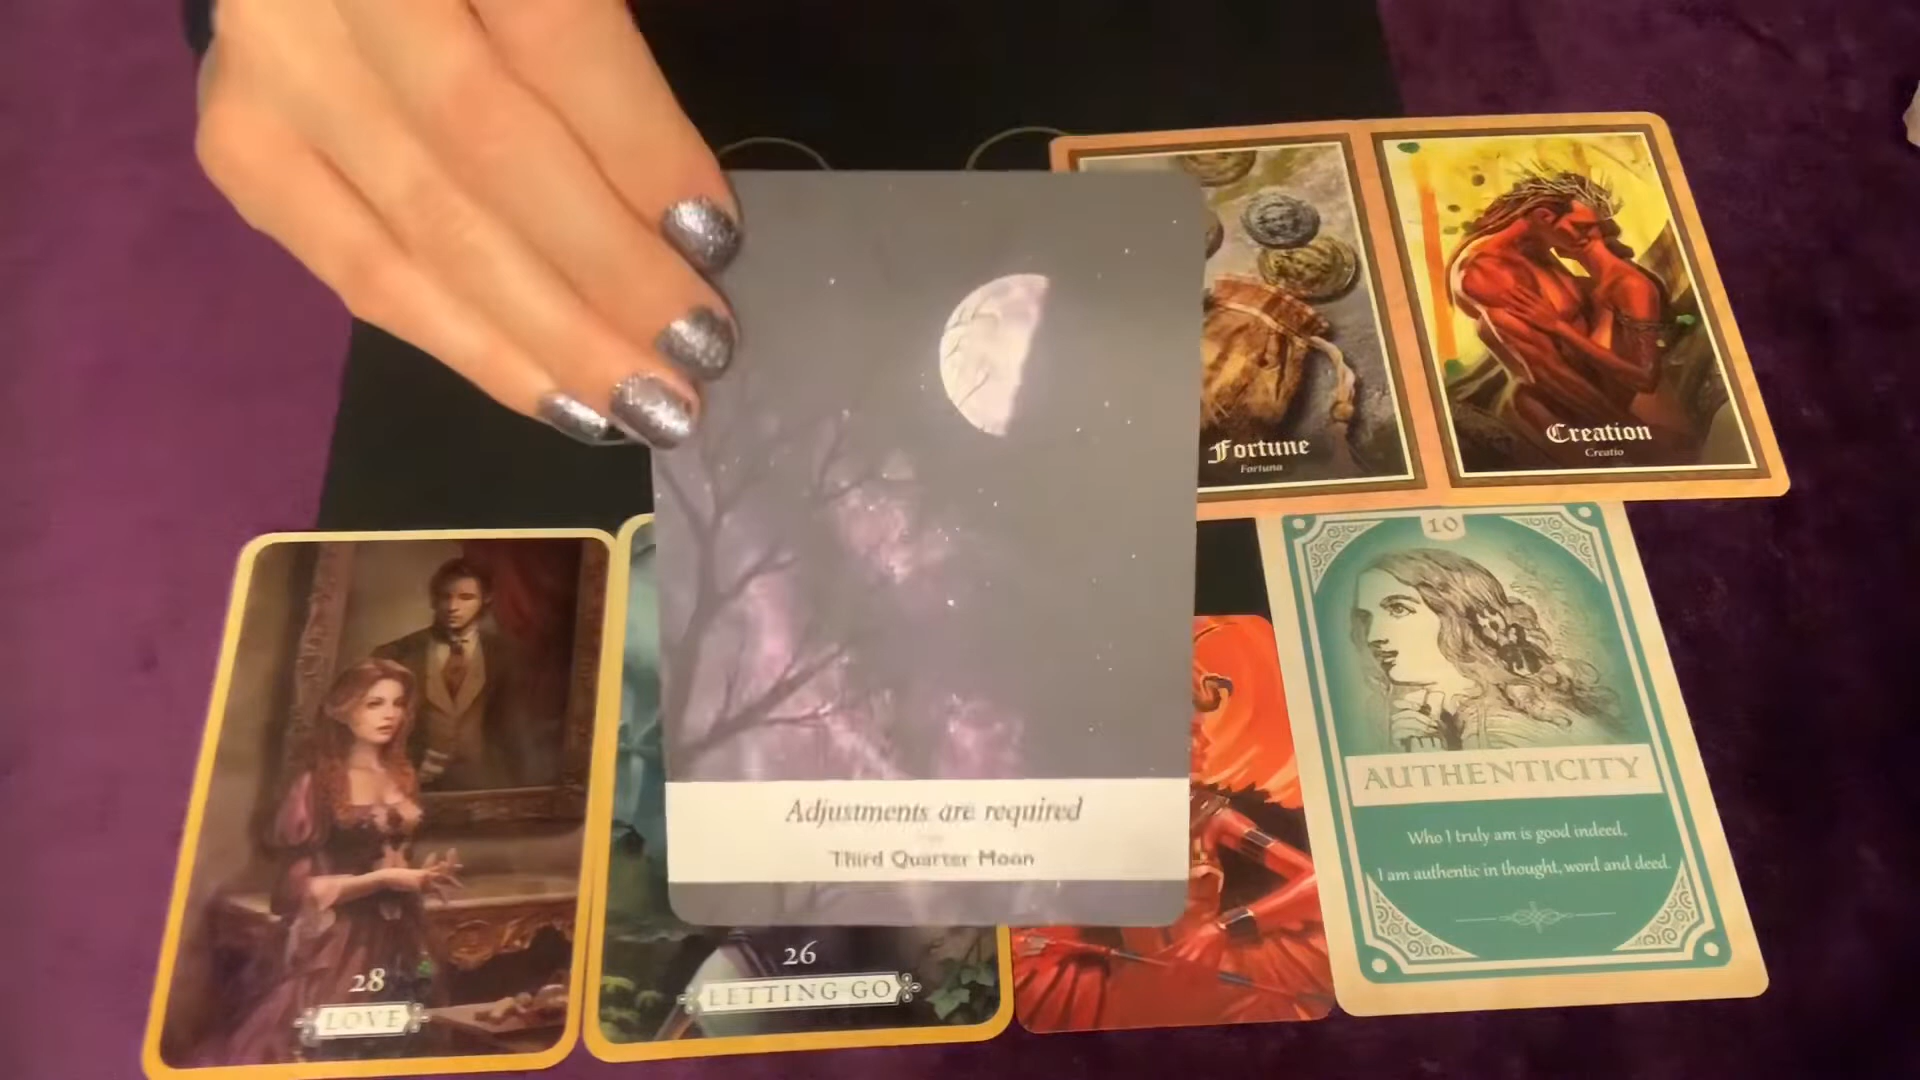 Fortune
Fortuna
Creation
Creatio
Adjustments are required
Third Quarter Moon
10
AUTHENTICITY
Who I truly am is good indeed,
I am authentic in thought, word and deed.
28
LOVE
26
LETTING GO